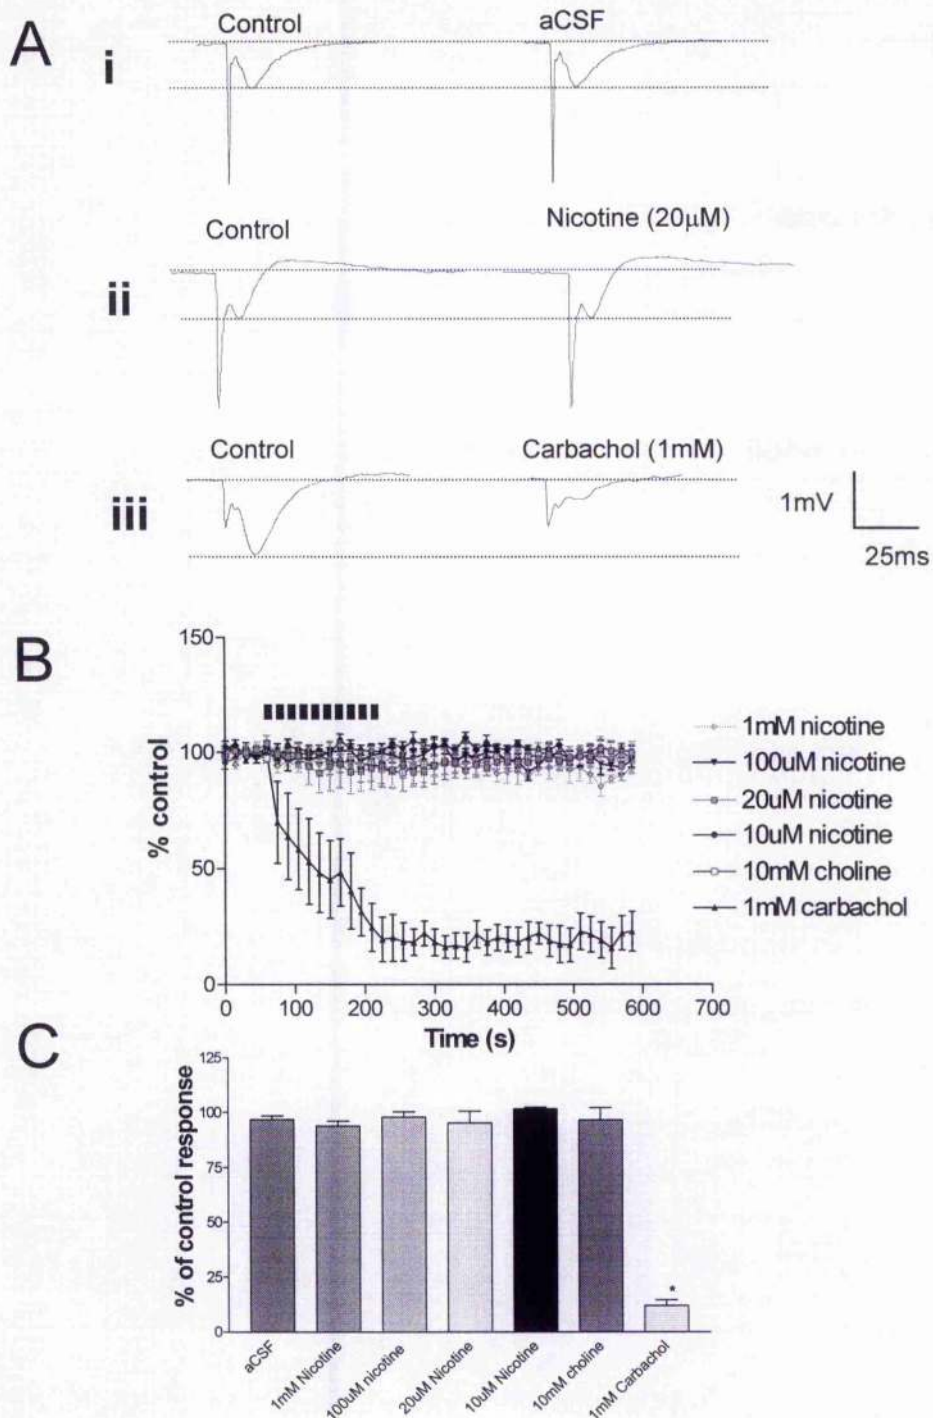 A
i
Control
aCSF
ii
Control
Nicotine (20µM)
iii
Control
Carbachol (1mM)
1mV
25ms
B
150
100
50
0
% control
0 100 200 300 400 500 600 700
Time (s)
1mM nicotine
100uM nicotine
20uM nicotine
10uM nicotine
10mM choline
1mM carbachol
C
125
100
75
50
25
0
% of control response
*
aCSF
1mM Nicotine
100uM nicotine
20uM Nicotine
10uM Nicotine
10mM choline
1mM Carbachol